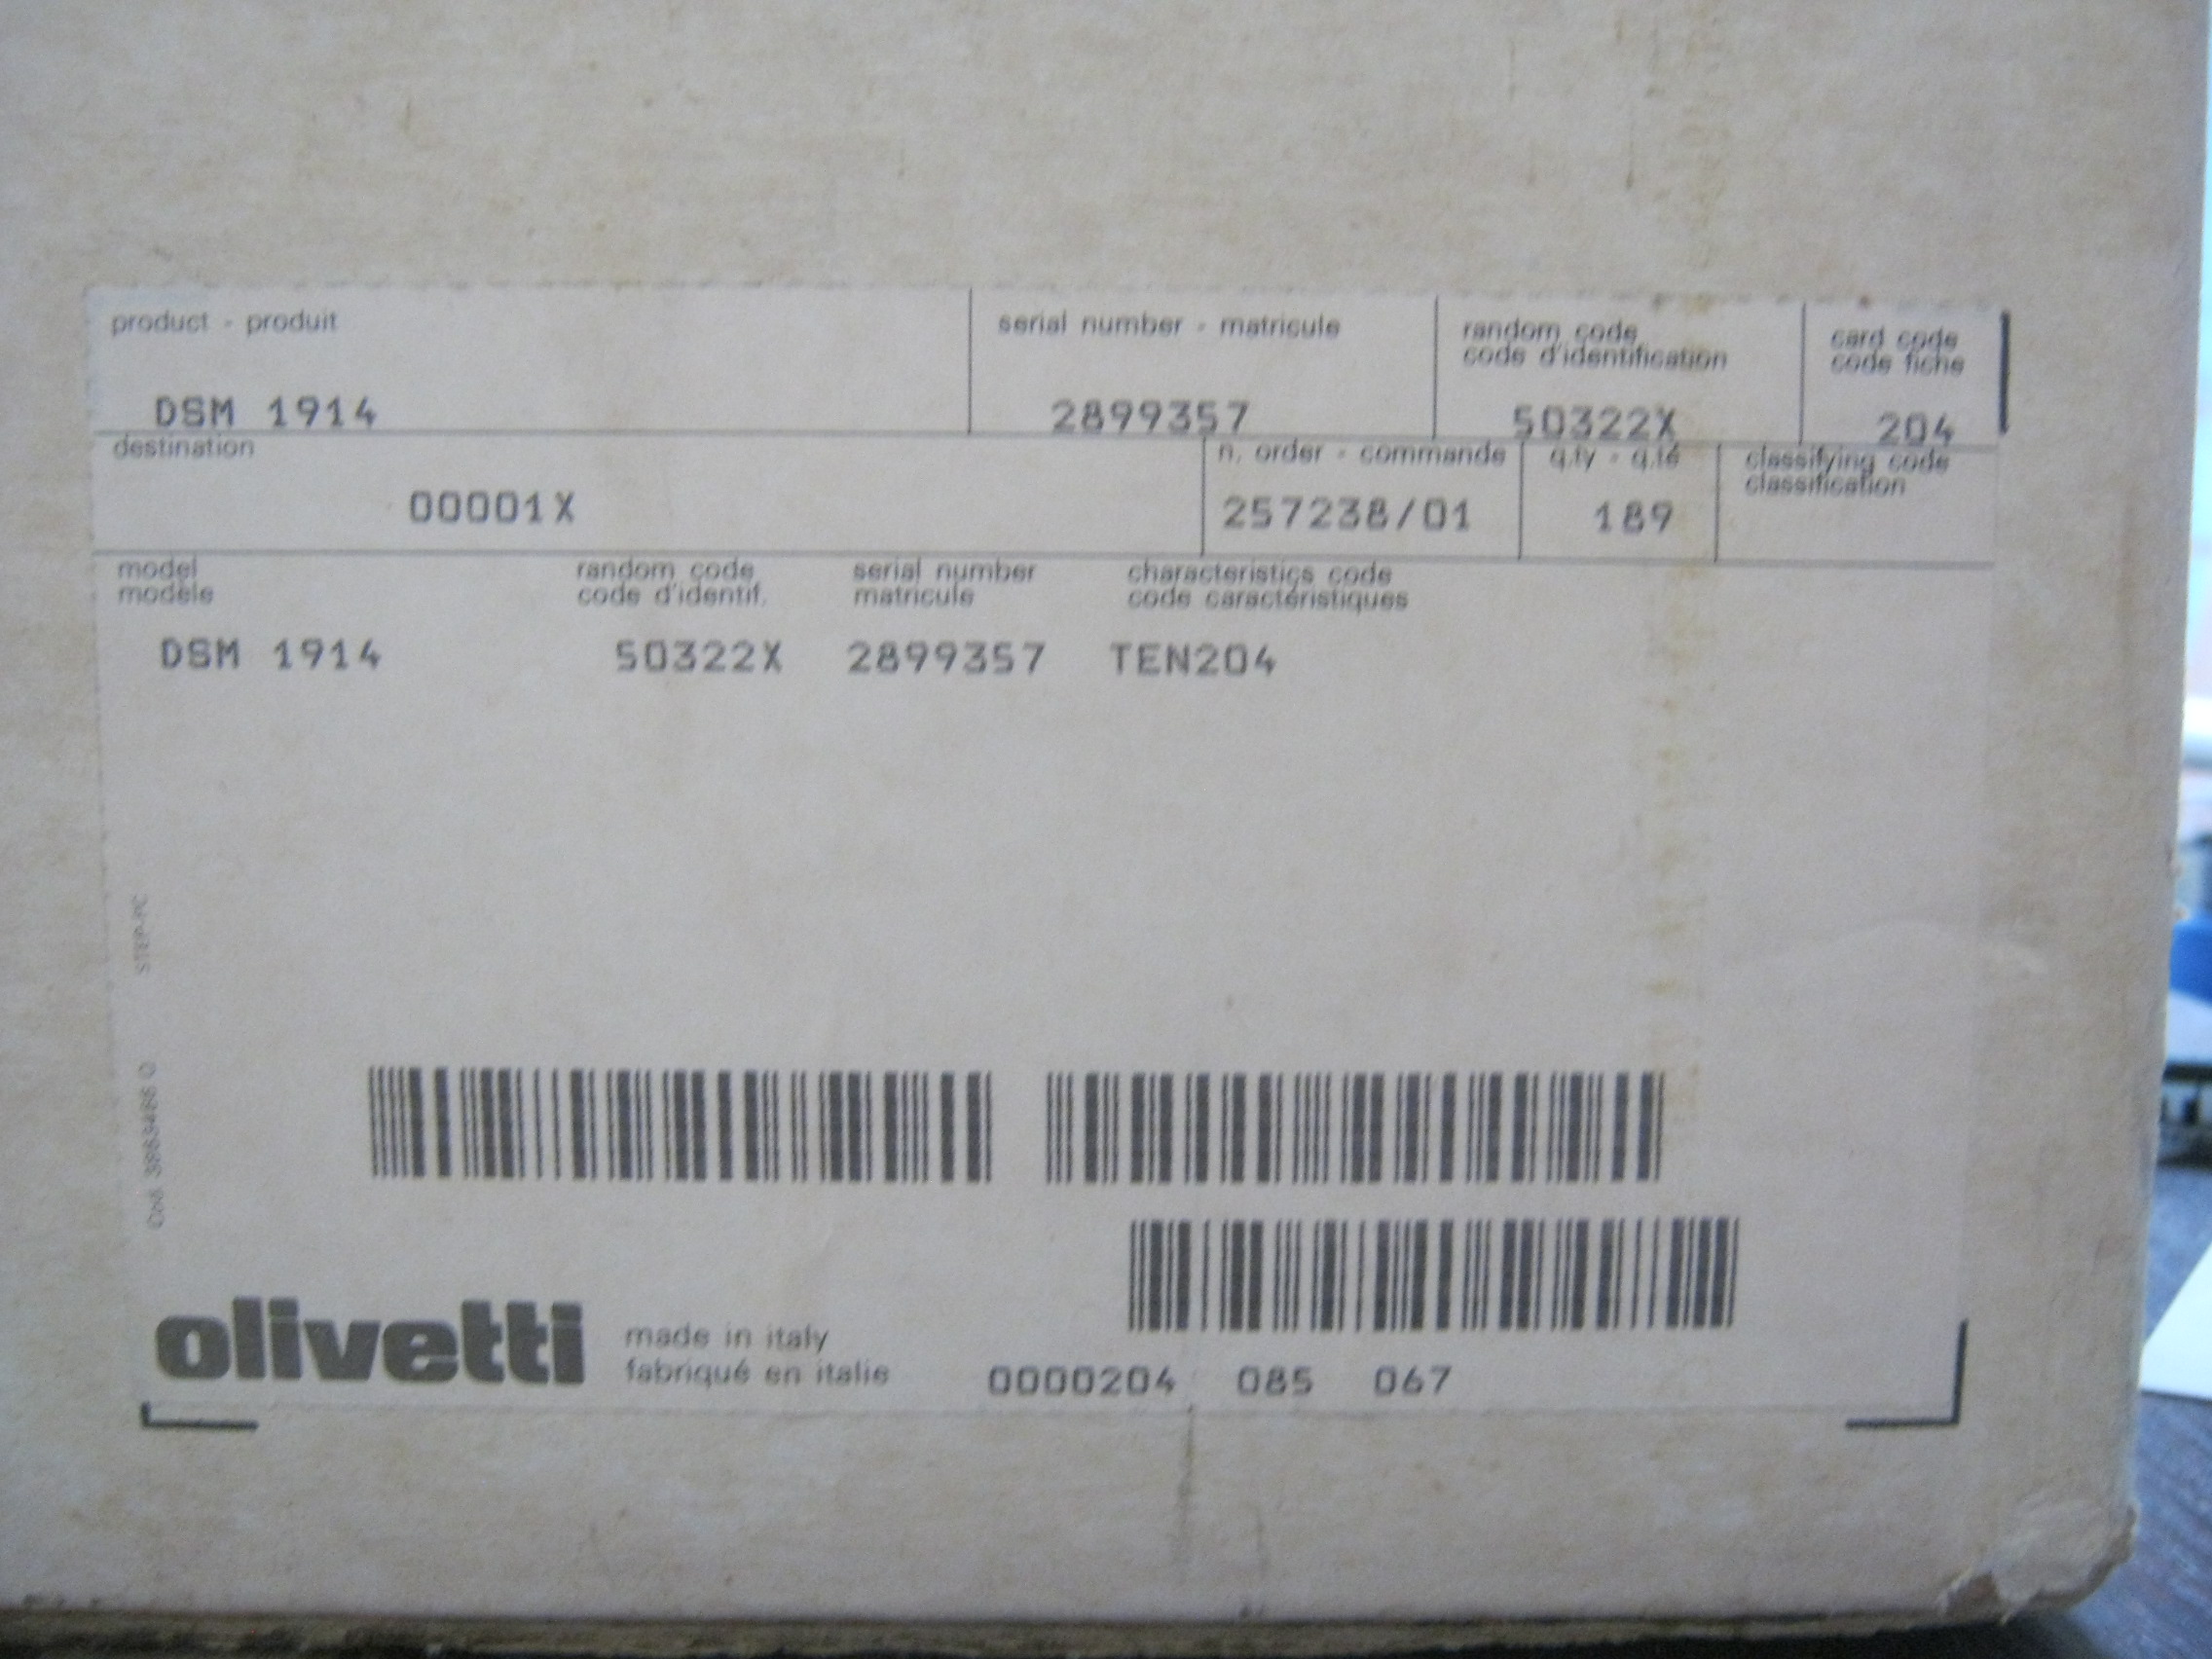 product - produit
serial number - matricule
random code
code d'identification
card code
code fiche
DSM 1914
2899357
50322X
204
destination
n. order - commande
q.ty - q.té
classifying code
classification
00001X
257238/01
189
model
modèle
random code
code d'identif.
serial number
matricule
characteristics code
code caractéristiques
DSM 1914 50322X 2899357 TEN204
STEP-PC
olivetti
made in italy
fabriqué en italie
0000204 085 067